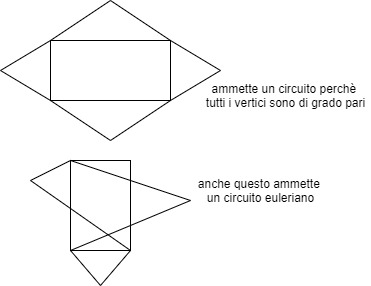 ammette un circuito perchè
tutti i vertici sono di grado pari
anche questo ammette
un circuito euleriano